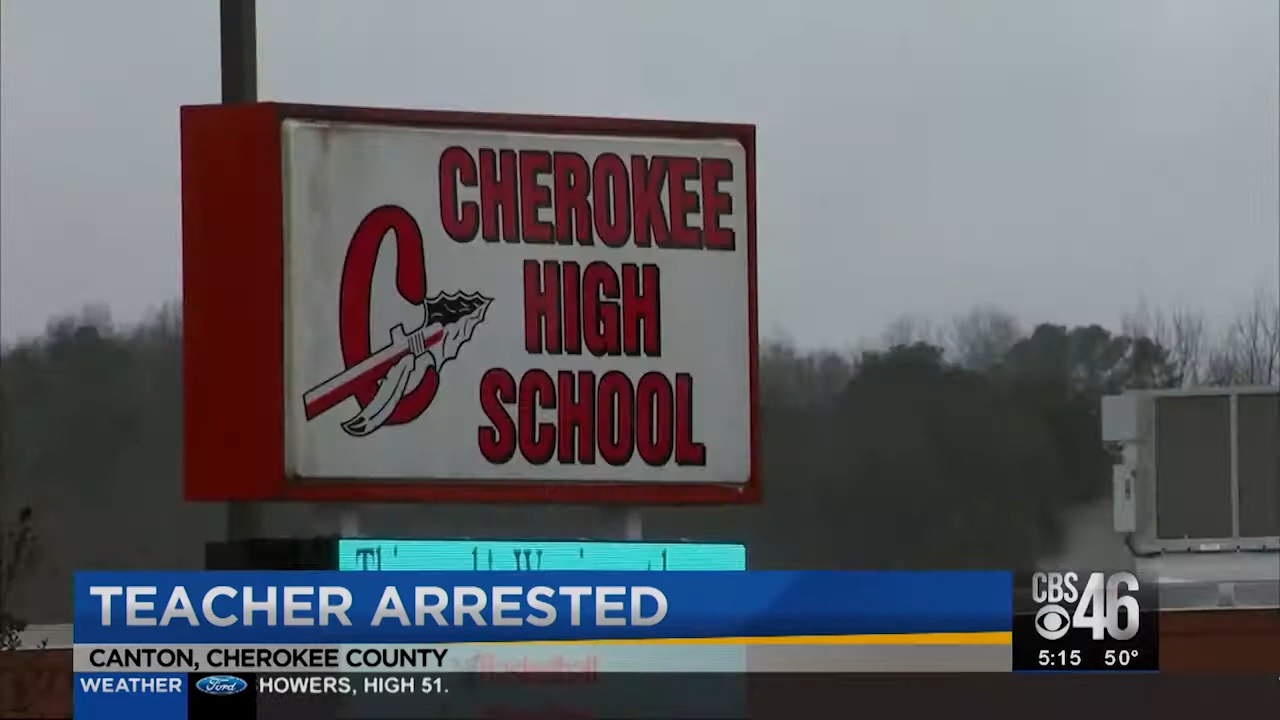 CHEROKEE
HIGH
SCHOOL
TEACHER ARRESTED
CANTON, CHEROKEE COUNTY
CBS 46
5:15 50°
WEATHER Ford HOWERS, HIGH 51.